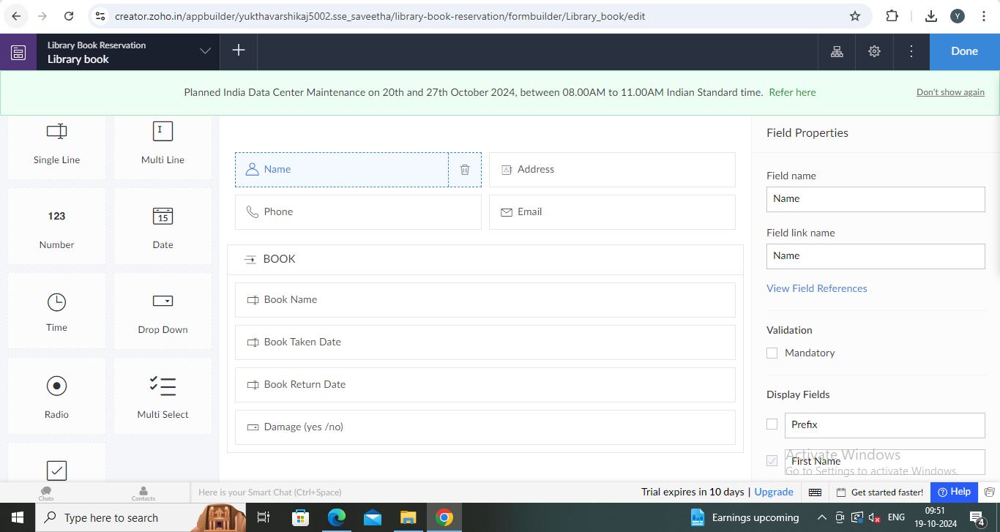 creator.zoho.in/appbuilder/yukthavarshikaj5002.sse_saveetha/library-book-reservation/formbuilder/Library_book/edit
Y
Library Book Reservation
Library book
Done
Planned India Data Center Maintenance on 20th and 27th October 2024, between 08.00AM to 11.00AM Indian Standard time. Refer here
Don't show again
Single Line
Multi Line
123
Number
15
Date
Time
Drop Down
Radio
Multi Select
Name
Address
Phone
Email
BOOK
Book Name
Book Taken Date
Book Return Date
Damage (yes /no)
Field Properties
Field name
Name
Field link name
Name
View Field References
Validation
Mandatory
Display Fields
Prefix
First Name
Activate Windows
Go to Settings to activate Windows.
Chats
Contacts
Here is your Smart Chat (Ctrl+Space)
Trial expires in 10 days | Upgrade
Get started faster!
Help
Type here to search
Earnings upcoming
ENG
09:51
19-10-2024
4